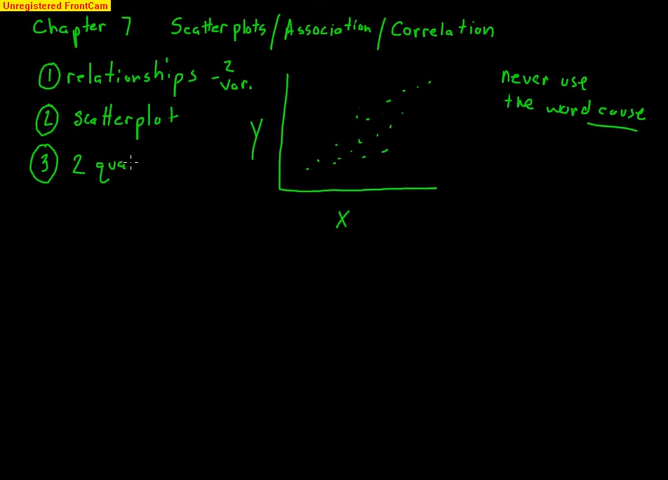 Unregistered FrontCam
Chapter 7 Scatterplots/Association/Correlation
① relationships - 2 var.
② scatterplot
③ 2 qua
Y
X
never use
the word cause